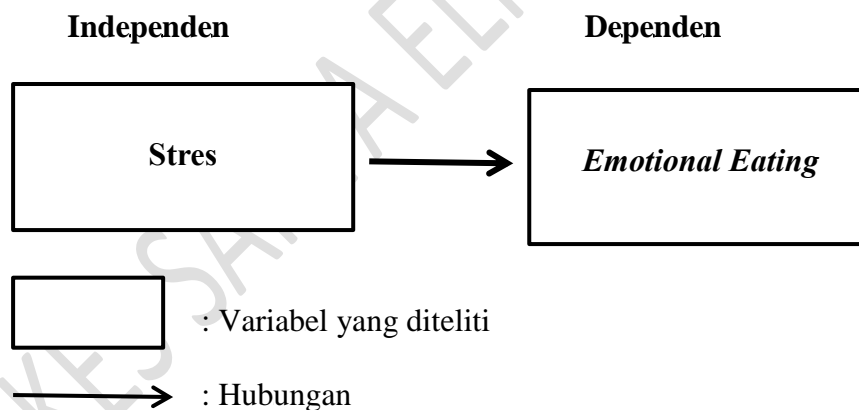 Independen Dependen
Stres Emotional Eating
: Variabel yang diteliti
: Hubungan